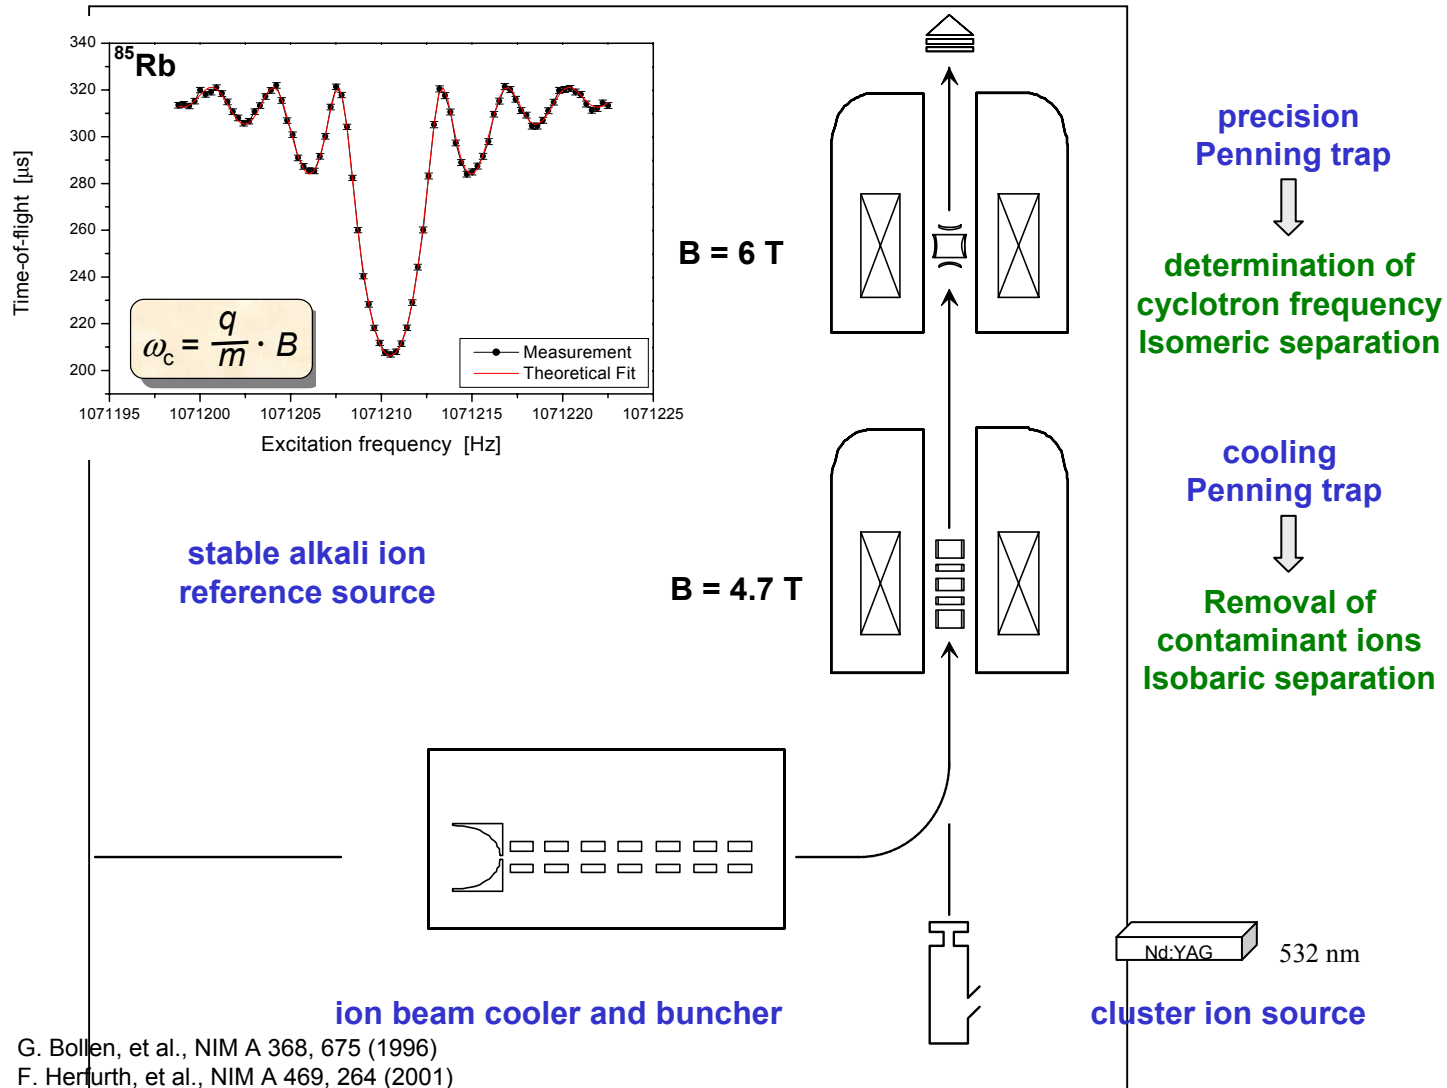 340
320
300
280
260
240
220
200
Time-of-flight [µs]
⁸⁵Rb
ω_c = q/m · B
Measurement
Theoretical Fit
1071195 1071200 1071205 1071210 1071215 1071220 1071225
Excitation frequency [Hz]
B = 6 T
precision
Penning trap
determination of
cyclotron frequency
Isomeric separation
stable alkali ion
reference source
B = 4.7 T
cooling
Penning trap
Removal of
contaminant ions
Isobaric separation
Nd:YAG
532 nm
ion beam cooler and buncher
cluster ion source
G. Bollen, et al., NIM A 368, 675 (1996)
F. Herfurth, et al., NIM A 469, 264 (2001)